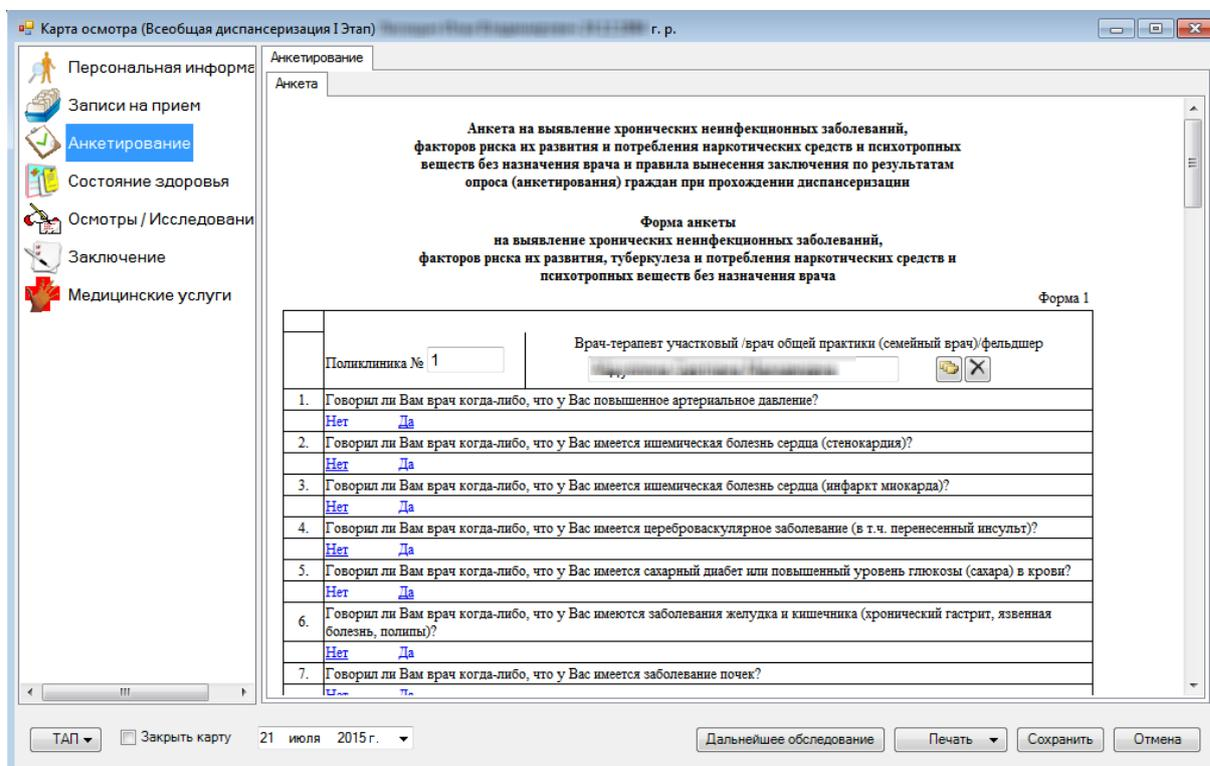 Карта осмотра (Всеобщая диспансеризация I Этап) г. р.
Персональная информа
Записи на прием
Анкетирование
Состояние здоровья
Осмотры / Исследовани
Заключение
Медицинские услуги
Анкетирование
Анкета
Анкета на выявление хронических неинфекционных заболеваний,
факторов риска их развития и потребления наркотических средств и психотропных
веществ без назначения врача и правила вынесения заключения по результатам
опроса (анкетирования) граждан при прохождении диспансеризации
Форма анкеты
на выявление хронических неинфекционных заболеваний,
факторов риска их развития, туберкулеза и потребления наркотических средств и
психотропных веществ без назначения врача
Форма 1
Поликлиника № 1
Врач-терапевт участковый /врач общей практики (семейный врач)/фельдшер
1. Говорил ли Вам врач когда-либо, что у Вас повышенное артериальное давление?
Нет Да
2. Говорил ли Вам врач когда-либо, что у Вас имеется ишемическая болезнь сердца (стенокардия)?
Нет Да
3. Говорил ли Вам врач когда-либо, что у Вас имеется ишемическая болезнь сердца (инфаркт миокарда)?
Нет Да
4. Говорил ли Вам врач когда-либо, что у Вас имеется цереброваскулярное заболевание (в т.ч. перенесенный инсульт)?
Нет Да
5. Говорил ли Вам врач когда-либо, что у Вас имеется сахарный диабет или повышенный уровень глюкозы (сахара) в крови?
Нет Да
6. Говорил ли Вам врач когда-либо, что у Вас имеются заболевания желудка и кишечника (хронический гастрит, язвенная
болезнь, полипы)?
Нет Да
7. Говорил ли Вам врач когда-либо, что у Вас имеется заболевание почек?
Нет Да
ТАП Закрыть карту 21 июля 2015 г. Дальнейшее обследование Печать Сохранить Отмена